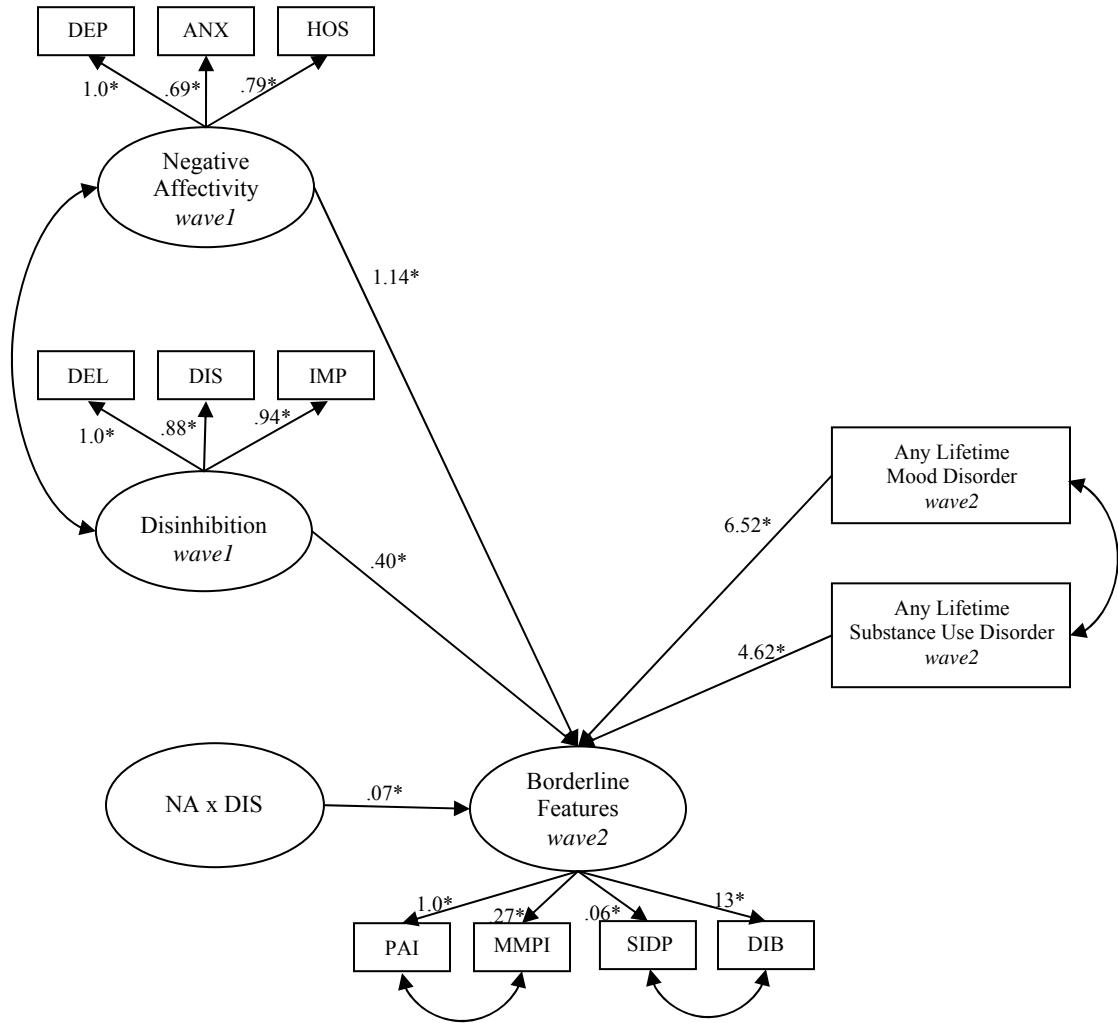 DEP ANX HOS
1.0* .69* .79*
Negative
Affectivity
wave1
1.14*
DEL DIS IMP
1.0* .88* .94*
Disinhibition
wave1
.40*
Any Lifetime
Mood Disorder
wave2
6.52*
Any Lifetime
Substance Use Disorder
wave2
4.62*
NA x DIS
.07*
Borderline
Features
wave2
1.0* .27* .06* .13*
PAI MMPI SIDP DIB